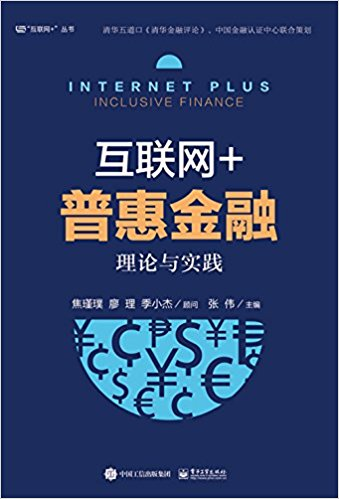 "互联网+"丛书
清华五道口《清华金融评论》、中国金融认证中心联合策划
INTERNET PLUS
INCLUSIVE FINANCE
互联网+
普惠金融
理论与实践
焦瑾璞 廖 理 季小杰/顾问 张 伟/主编
中国工信出版集团
电子工业出版社